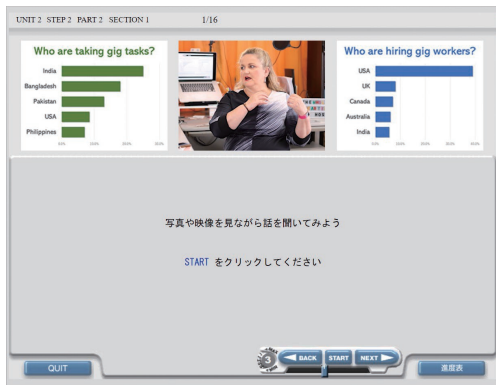 UNIT 2 STEP 2 PART 2 SECTION 1 1/16
Who are taking gig tasks?
India
Bangladesh
Pakistan
USA
Philippines
Who are hiring gig workers?
USA
UK
Canada
Australia
India
写真や映像を見ながら話を聞いてみよう
START をクリックしてください
3
BACK START NEXT
QUIT
進度表